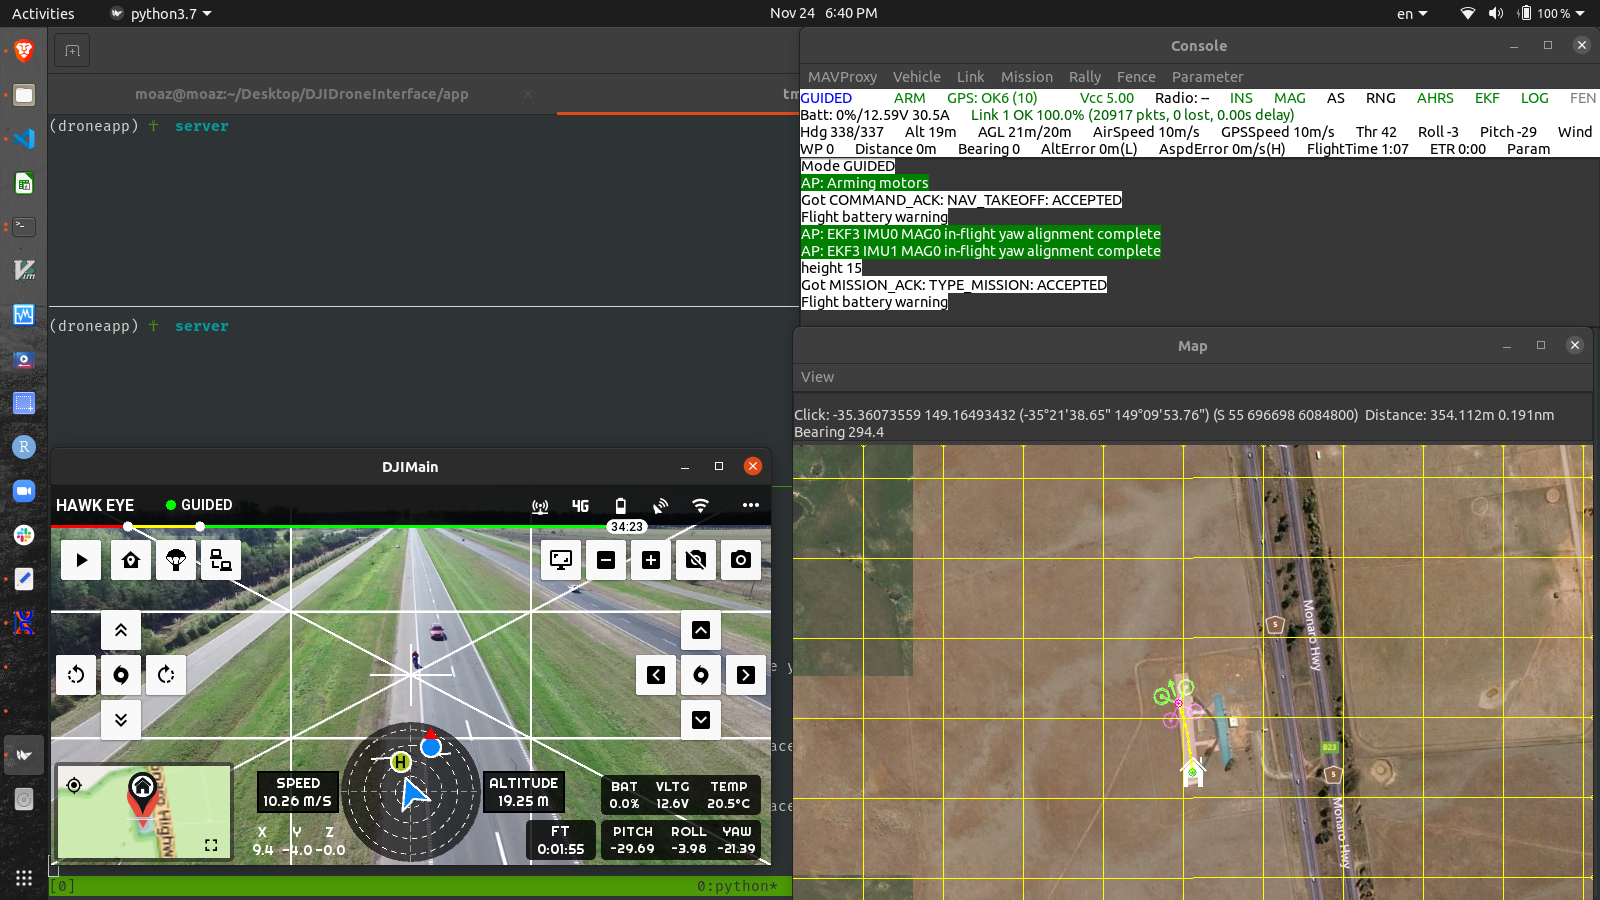 Activities
python3.7
Nov 24 6:40 PM
en
100 %
moaz@moaz:~/Desktop/DJIDroneInterface/app
tm
(droneapp) server
(droneapp) server
[0]
0:python*
Console
MAVProxy Vehicle Link Mission Rally Fence Parameter
GUIDED ARM GPS: OK6 (10) Vcc 5.00 Radio: -- INS MAG AS RNG AHRS EKF LOG FEN
Batt: 0%/12.59V 30.5A Link 1 OK 100.0% (20917 pkts, 0 lost, 0.00s delay)
Hdg 338/337 Alt 19m AGL 21m/20m AirSpeed 10m/s GPSSpeed 10m/s Thr 42 Roll -3 Pitch -29 Wind
WP 0 Distance 0m Bearing 0 AltError 0m(L) AspdError 0m/s(H) FlightTime 1:07 ETR 0:00 Param
Mode GUIDED
AP: Arming motors
Got COMMAND_ACK: NAV_TAKEOFF: ACCEPTED
Flight battery warning
AP: EKF3 IMU0 MAG0 in-flight yaw alignment complete
AP: EKF3 IMU1 MAG0 in-flight yaw alignment complete
height 15
Got MISSION_ACK: TYPE_MISSION: ACCEPTED
Flight battery warning
Map
View
Click: -35.36073559 149.16493432 (-35°21'38.65" 149°09'53.76") (S 55 696698 6084800) Distance: 354.112m 0.191nm
Bearing 294.4
Monaro Hwy
B23
Monaro Hwy
DJIMain
HAWK EYE
GUIDED
4G
34:23
H
SPEED
10.26 M/S
ALTITUDE
19.25 M
X Y Z
9.4 -4.0 -0.0
BAT VLTG TEMP
0.0% 12.6V 20.5°C
FT
0:01:55
PITCH ROLL YAW
-29.69 -3.98 -21.39